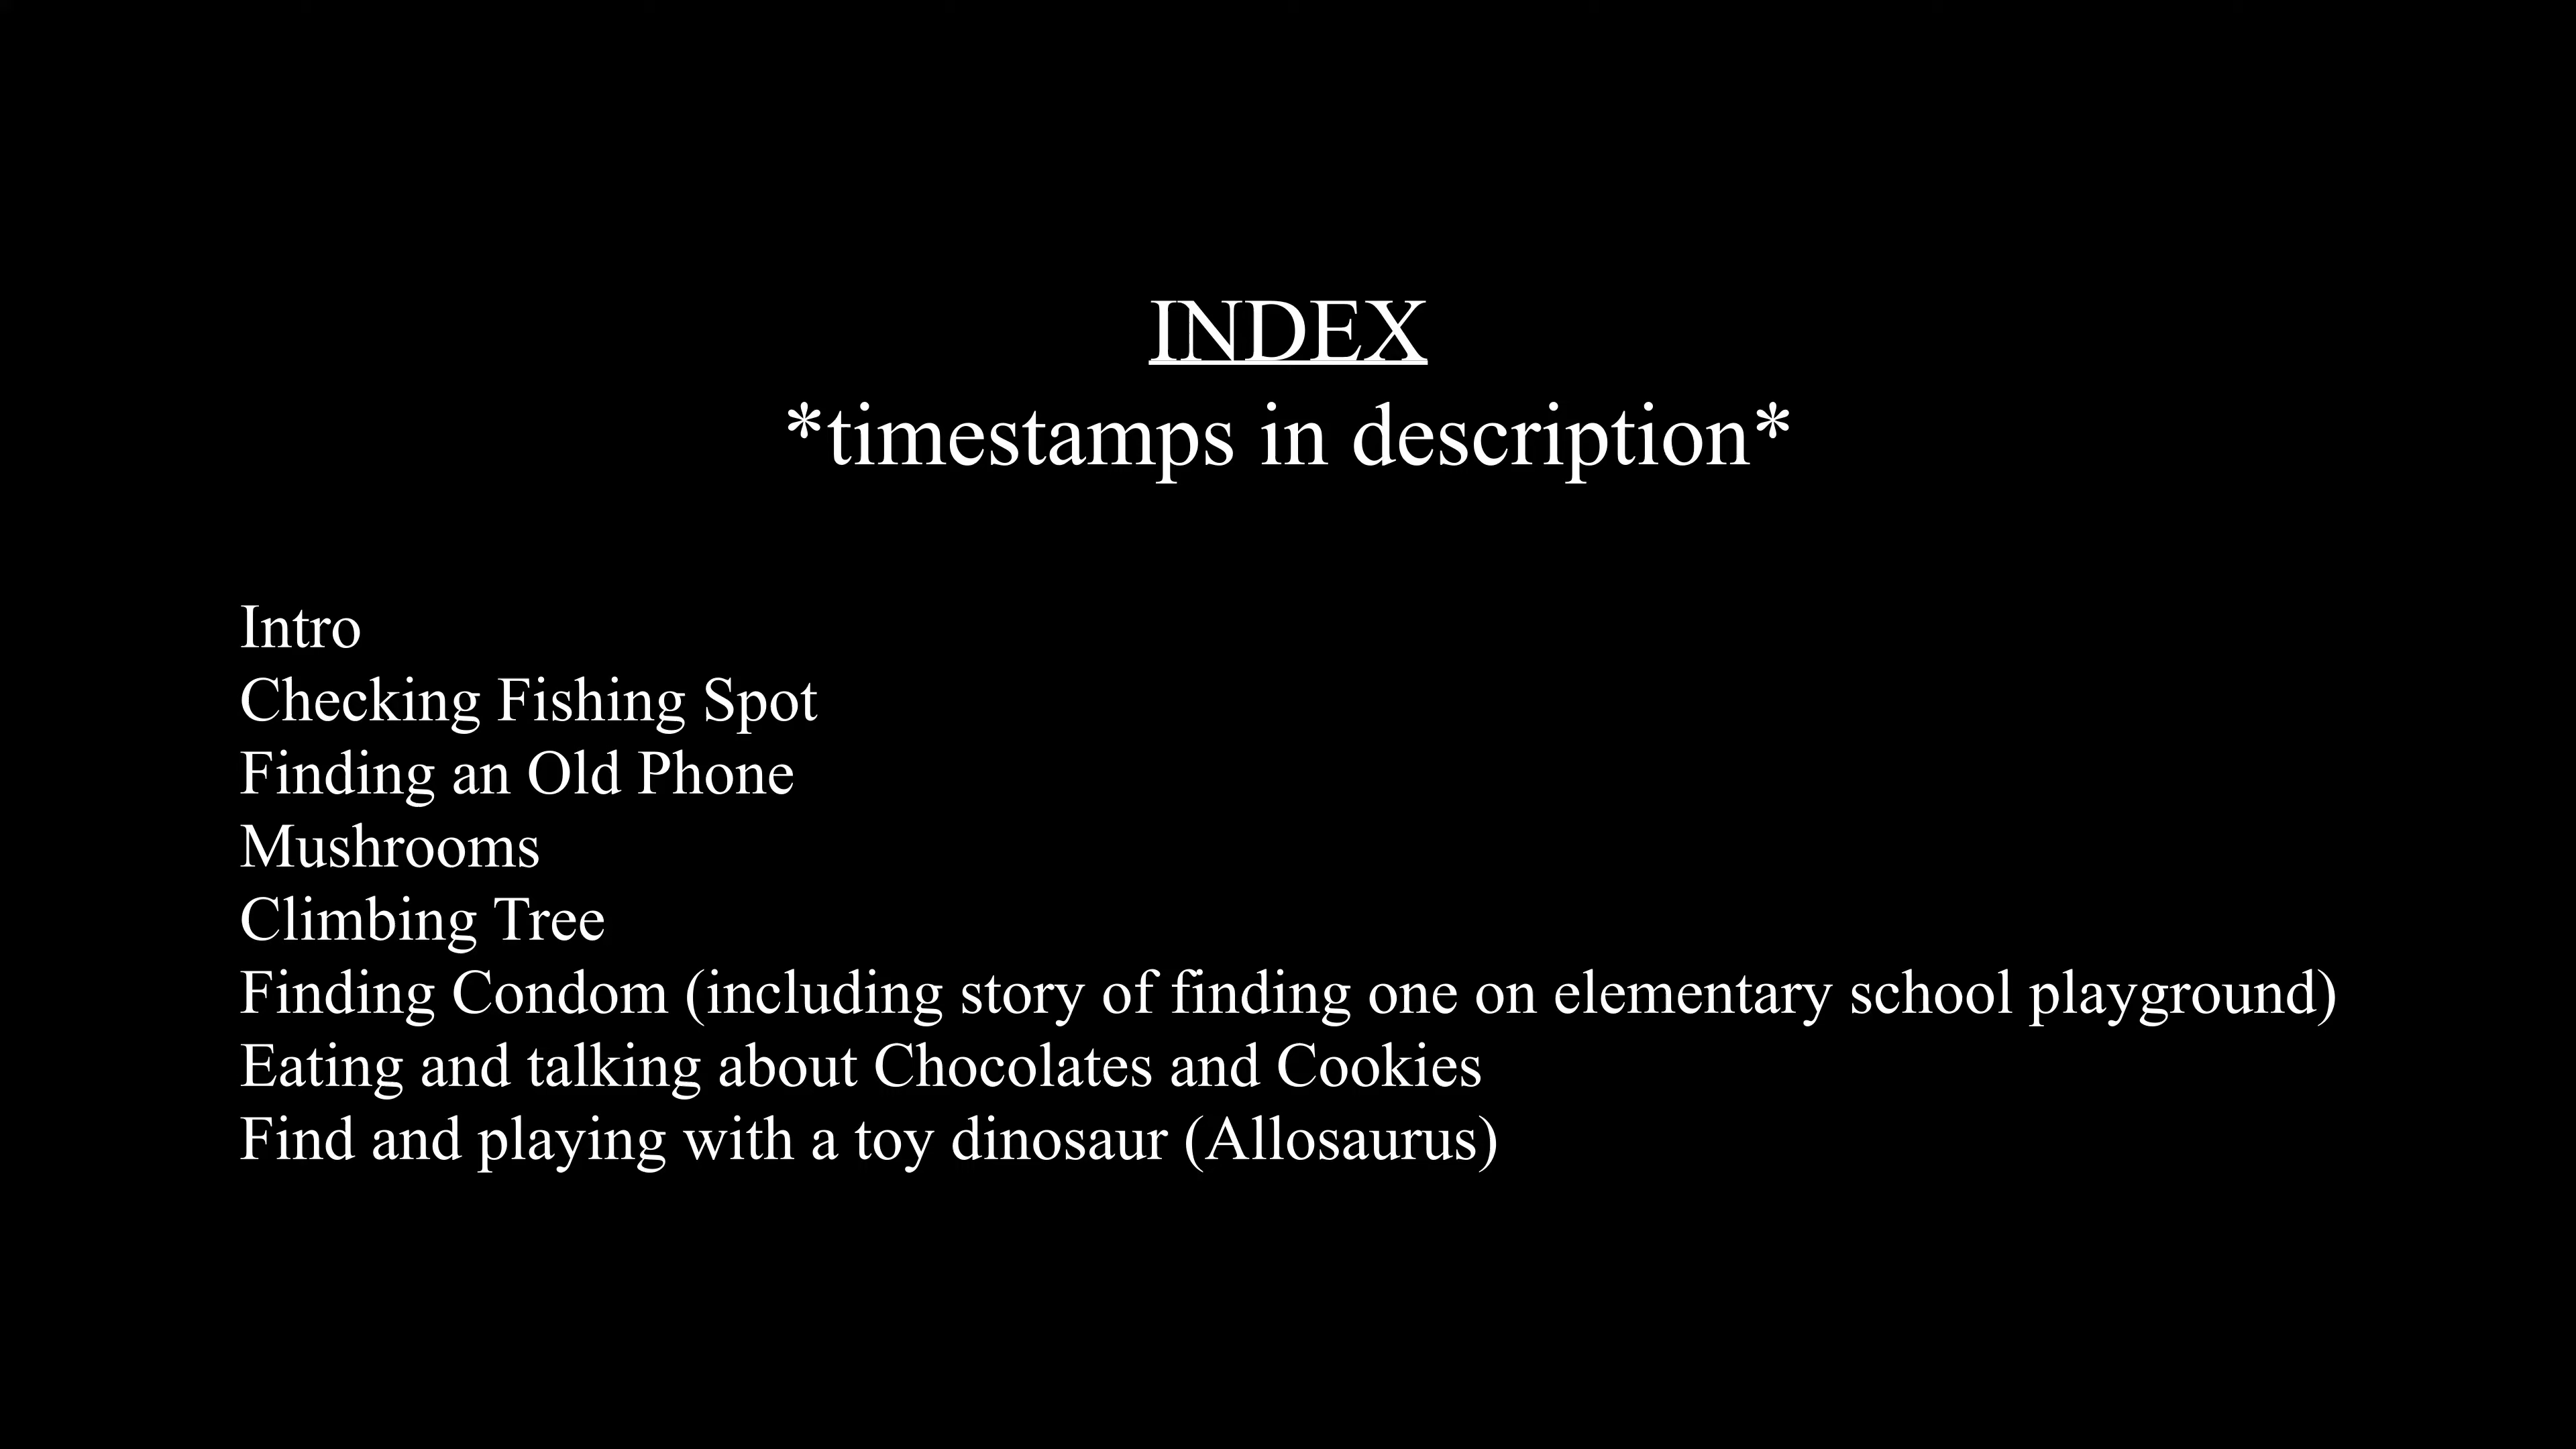 INDEX
*timestamps in description*
Intro
Checking Fishing Spot
Finding an Old Phone
Mushrooms
Climbing Tree
Finding Condom (including story of finding one on elementary school playground)
Eating and talking about Chocolates and Cookies
Find and playing with a toy dinosaur (Allosaurus)